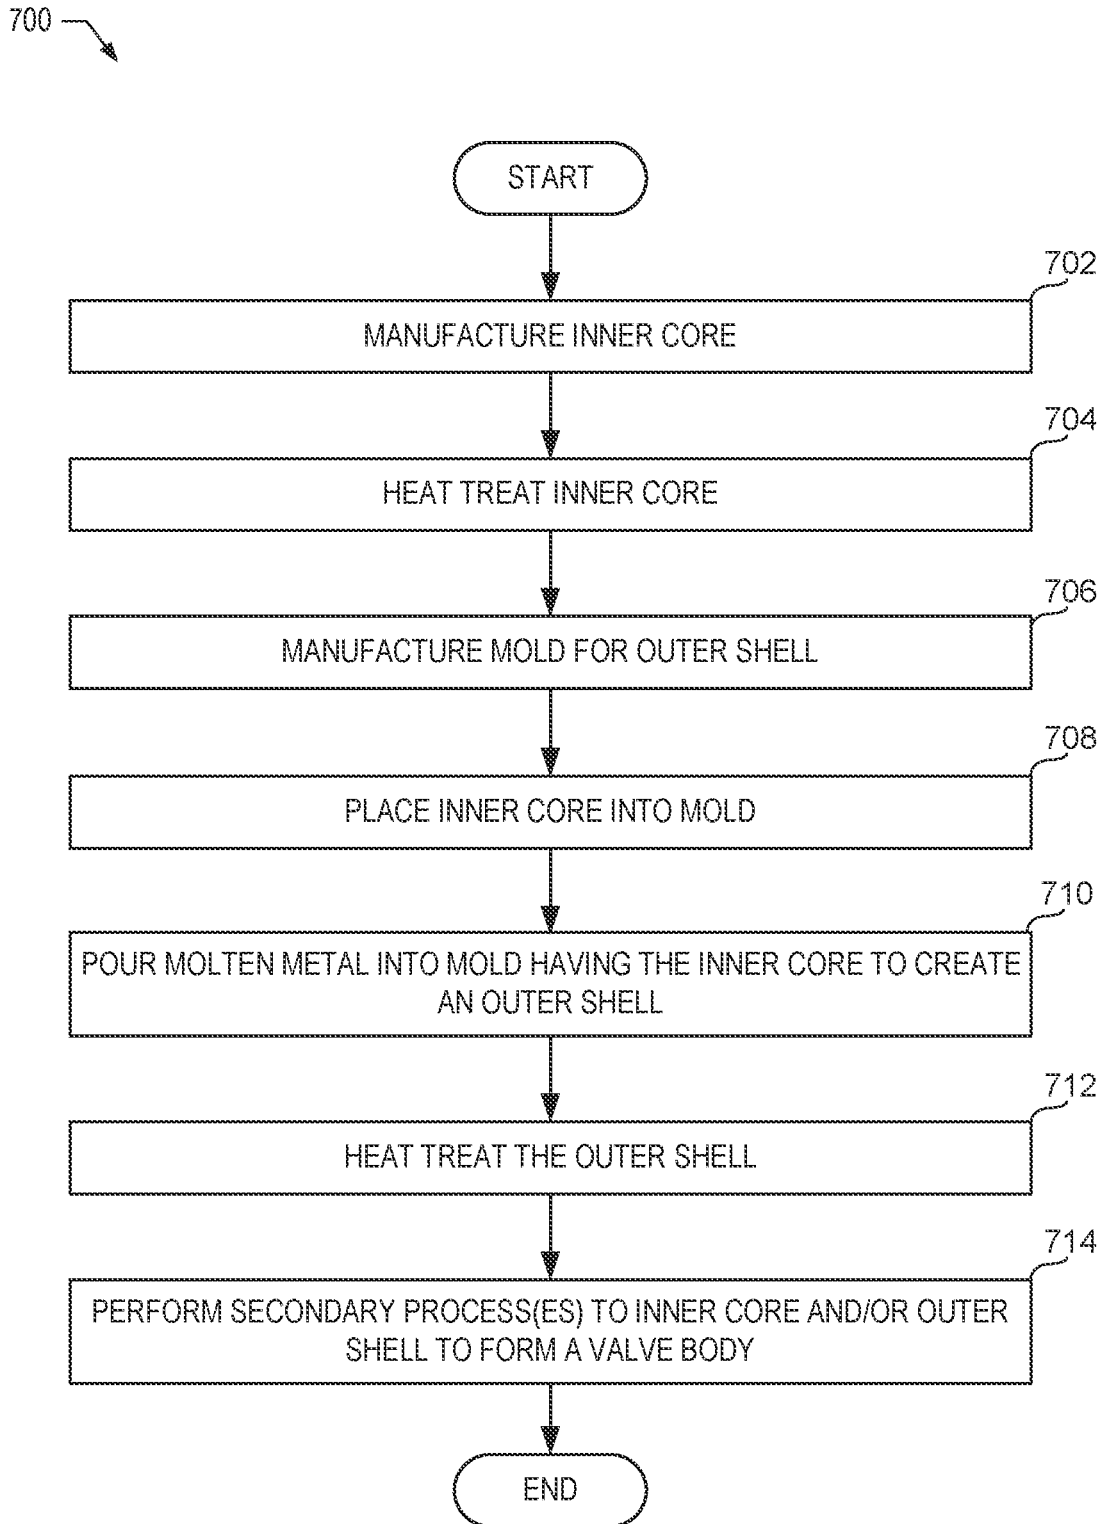 700
START
702
MANUFACTURE INNER CORE
704
HEAT TREAT INNER CORE
706
MANUFACTURE MOLD FOR OUTER SHELL
708
PLACE INNER CORE INTO MOLD
710
POUR MOLTEN METAL INTO MOLD HAVING THE INNER CORE TO CREATE
AN OUTER SHELL
712
HEAT TREAT THE OUTER SHELL
714
PERFORM SECONDARY PROCESS(ES) TO INNER CORE AND/OR OUTER
SHELL TO FORM A VALVE BODY
END